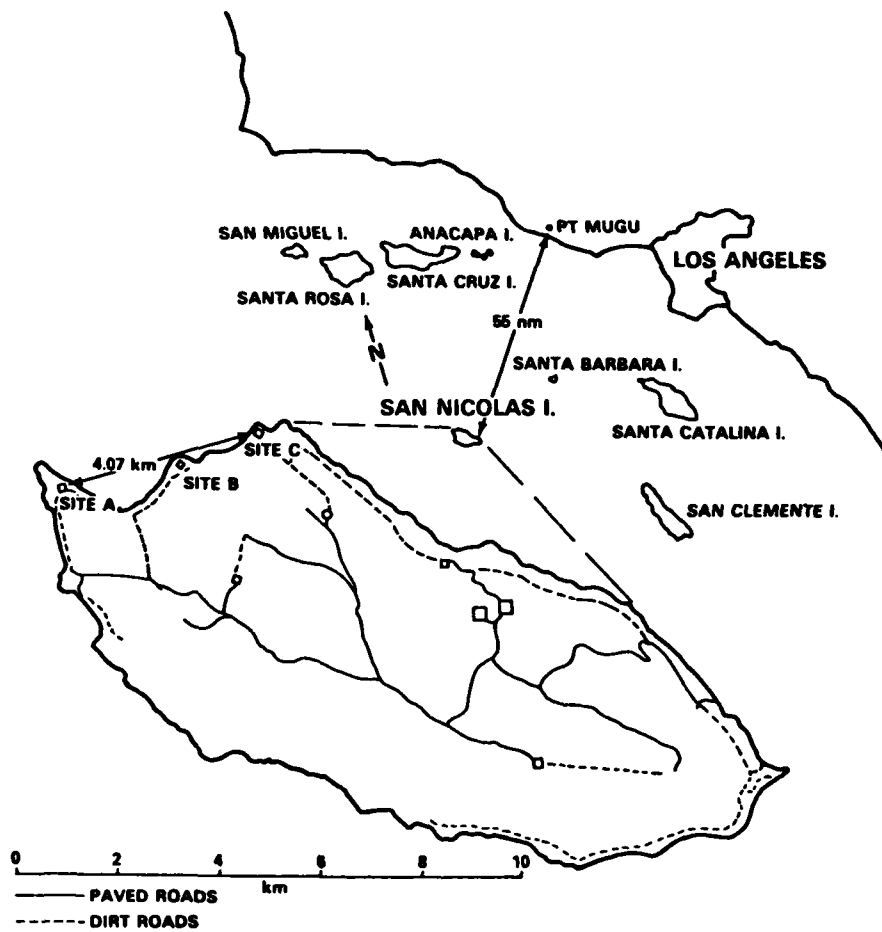 PT MUGU
SAN MIGUEL I.
ANACAPA I.
LOS ANGELES
SANTA CRUZ I.
SANTA ROSA I.
55 nm
N
SANTA BARBARA I.
SAN NICOLAS I.
SANTA CATALINA I.
SITE C
4.07 km
SITE B
SITE A
SAN CLEMENTE I.
0 2 4 6 8 10
km
PAVED ROADS
DIRT ROADS